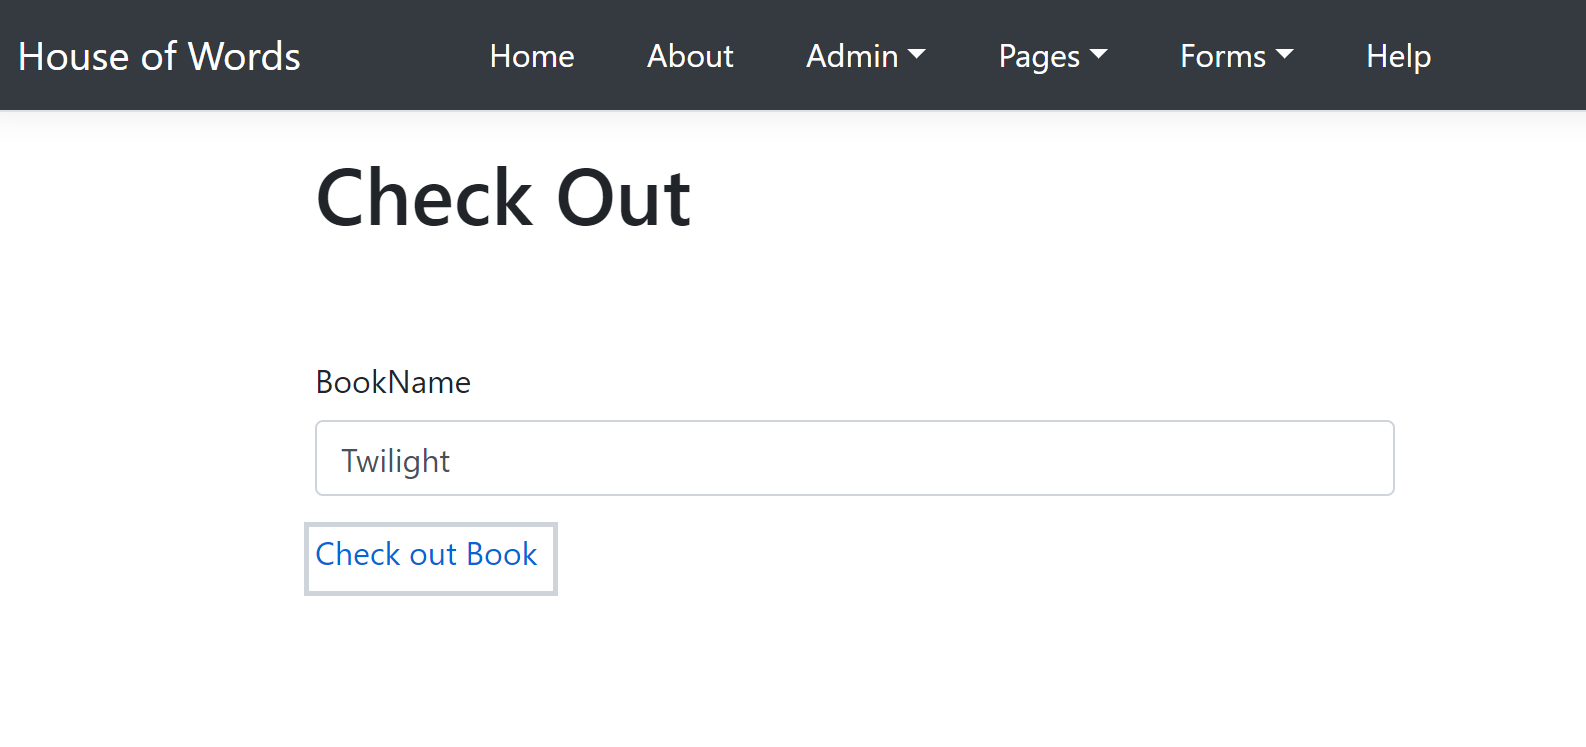 House of Words Home About Admin Pages Forms Help
Check Out
BookName
Twilight
Check out Book